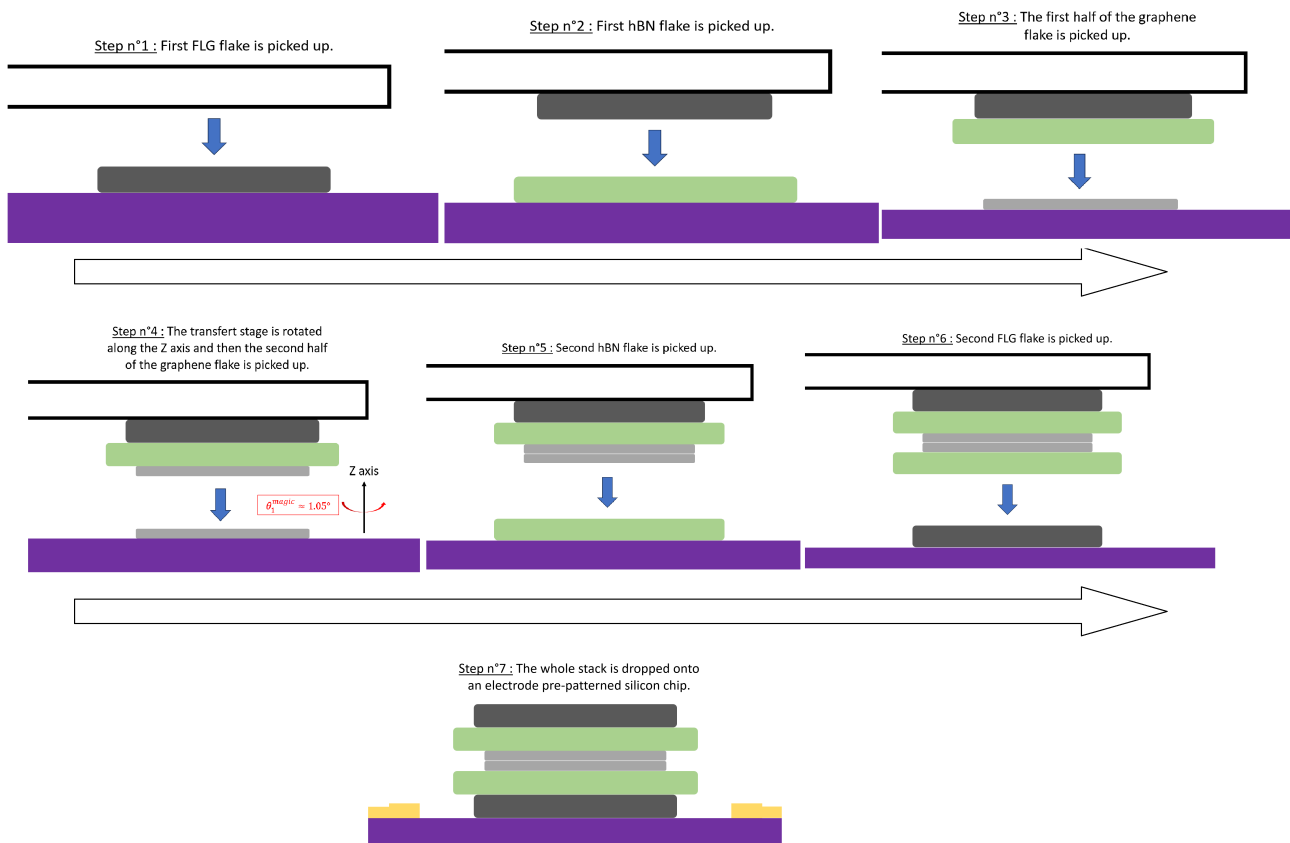 Step n°1 : First FLG flake is picked up.
Step n°2 : First hBN flake is picked up.
Step n°3 : The first half of the graphene
flake is picked up.
Step n°4 : The transfert stage is rotated
along the Z axis and then the second half
of the graphene flake is picked up.
Z axis
θ₁^magic ≈ 1.05°
Step n°5 : Second hBN flake is picked up.
Step n°6 : Second FLG flake is picked up.
Step n°7 : The whole stack is dropped onto
an electrode pre-patterned silicon chip.